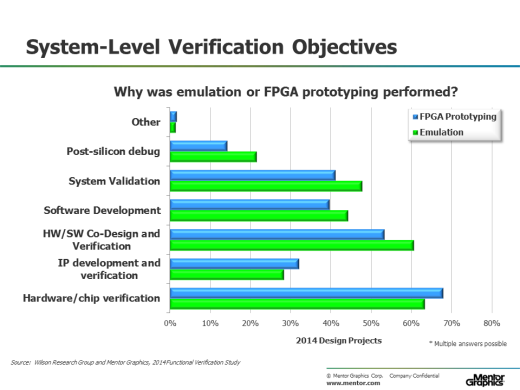 System-Level Verification Objectives
Why was emulation or FPGA prototyping performed?
FPGA Prototyping
Emulation
Other
Post-silicon debug
System Validation
Software Development
HW/SW Co-Design and
Verification
IP development and
verification
Hardware/chip verification
0% 10% 20% 30% 40% 50% 60% 70% 80%
2014 Design Projects
* Multiple answers possible
Source: Wilson Research Group and Mentor Graphics, 2014 Functional Verification Study
© Mentor Graphics Corp. Company Confidential
www.mentor.com
Mentor
Graphics